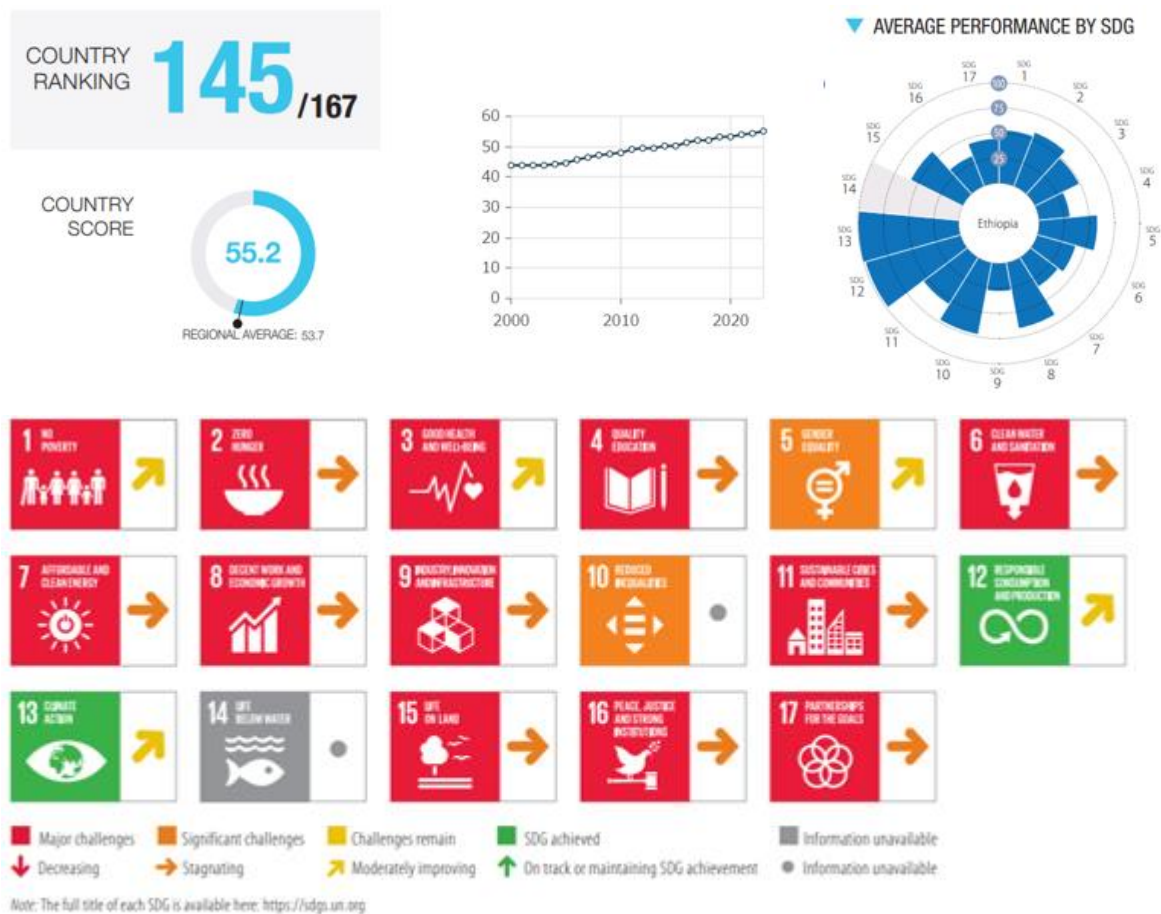 COUNTRY
RANKING
145/167
COUNTRY
SCORE
55.2
REGIONAL AVERAGE: 53.7
60
50
40
30
20
10
0
2000
2010
2020
AVERAGE PERFORMANCE BY SDG
SDG
1
SDG
2
SDG
3
SDG
4
SDG
5
SDG
6
SDG
7
SDG
8
SDG
9
SDG
10
SDG
11
SDG
12
SDG
13
SDG
14
SDG
15
SDG
16
SDG
17
100
75
50
25
Ethiopia
1 NO
POVERTY
2 ZERO
HUNGER
3 GOOD HEALTH
AND WELL-BEING
4 QUALITY
EDUCATION
5 GENDER
EQUALITY
6 CLEAN WATER
AND SANITATION
7 AFFORDABLE AND
CLEAN ENERGY
8 DECENT WORK AND
ECONOMIC GROWTH
9 INDUSTRY, INNOVATION
AND INFRASTRUCTURE
10 REDUCED
INEQUALITIES
11 SUSTAINABLE CITIES
AND COMMUNITIES
12 RESPONSIBLE
CONSUMPTION
AND PRODUCTION
13 CLIMATE
ACTION
14 LIFE
BELOW WATER
15 LIFE
ON LAND
16 PEACE, JUSTICE
AND STRONG
INSTITUTIONS
17 PARTNERSHIPS
FOR THE GOALS
Major challenges Significant challenges Challenges remain SDG achieved Information unavailable
Decreasing Stagnating Moderately improving On track or maintaining SDG achievement Information unavailable
Note: The full title of each SDG is available here: https://sdgs.un.org